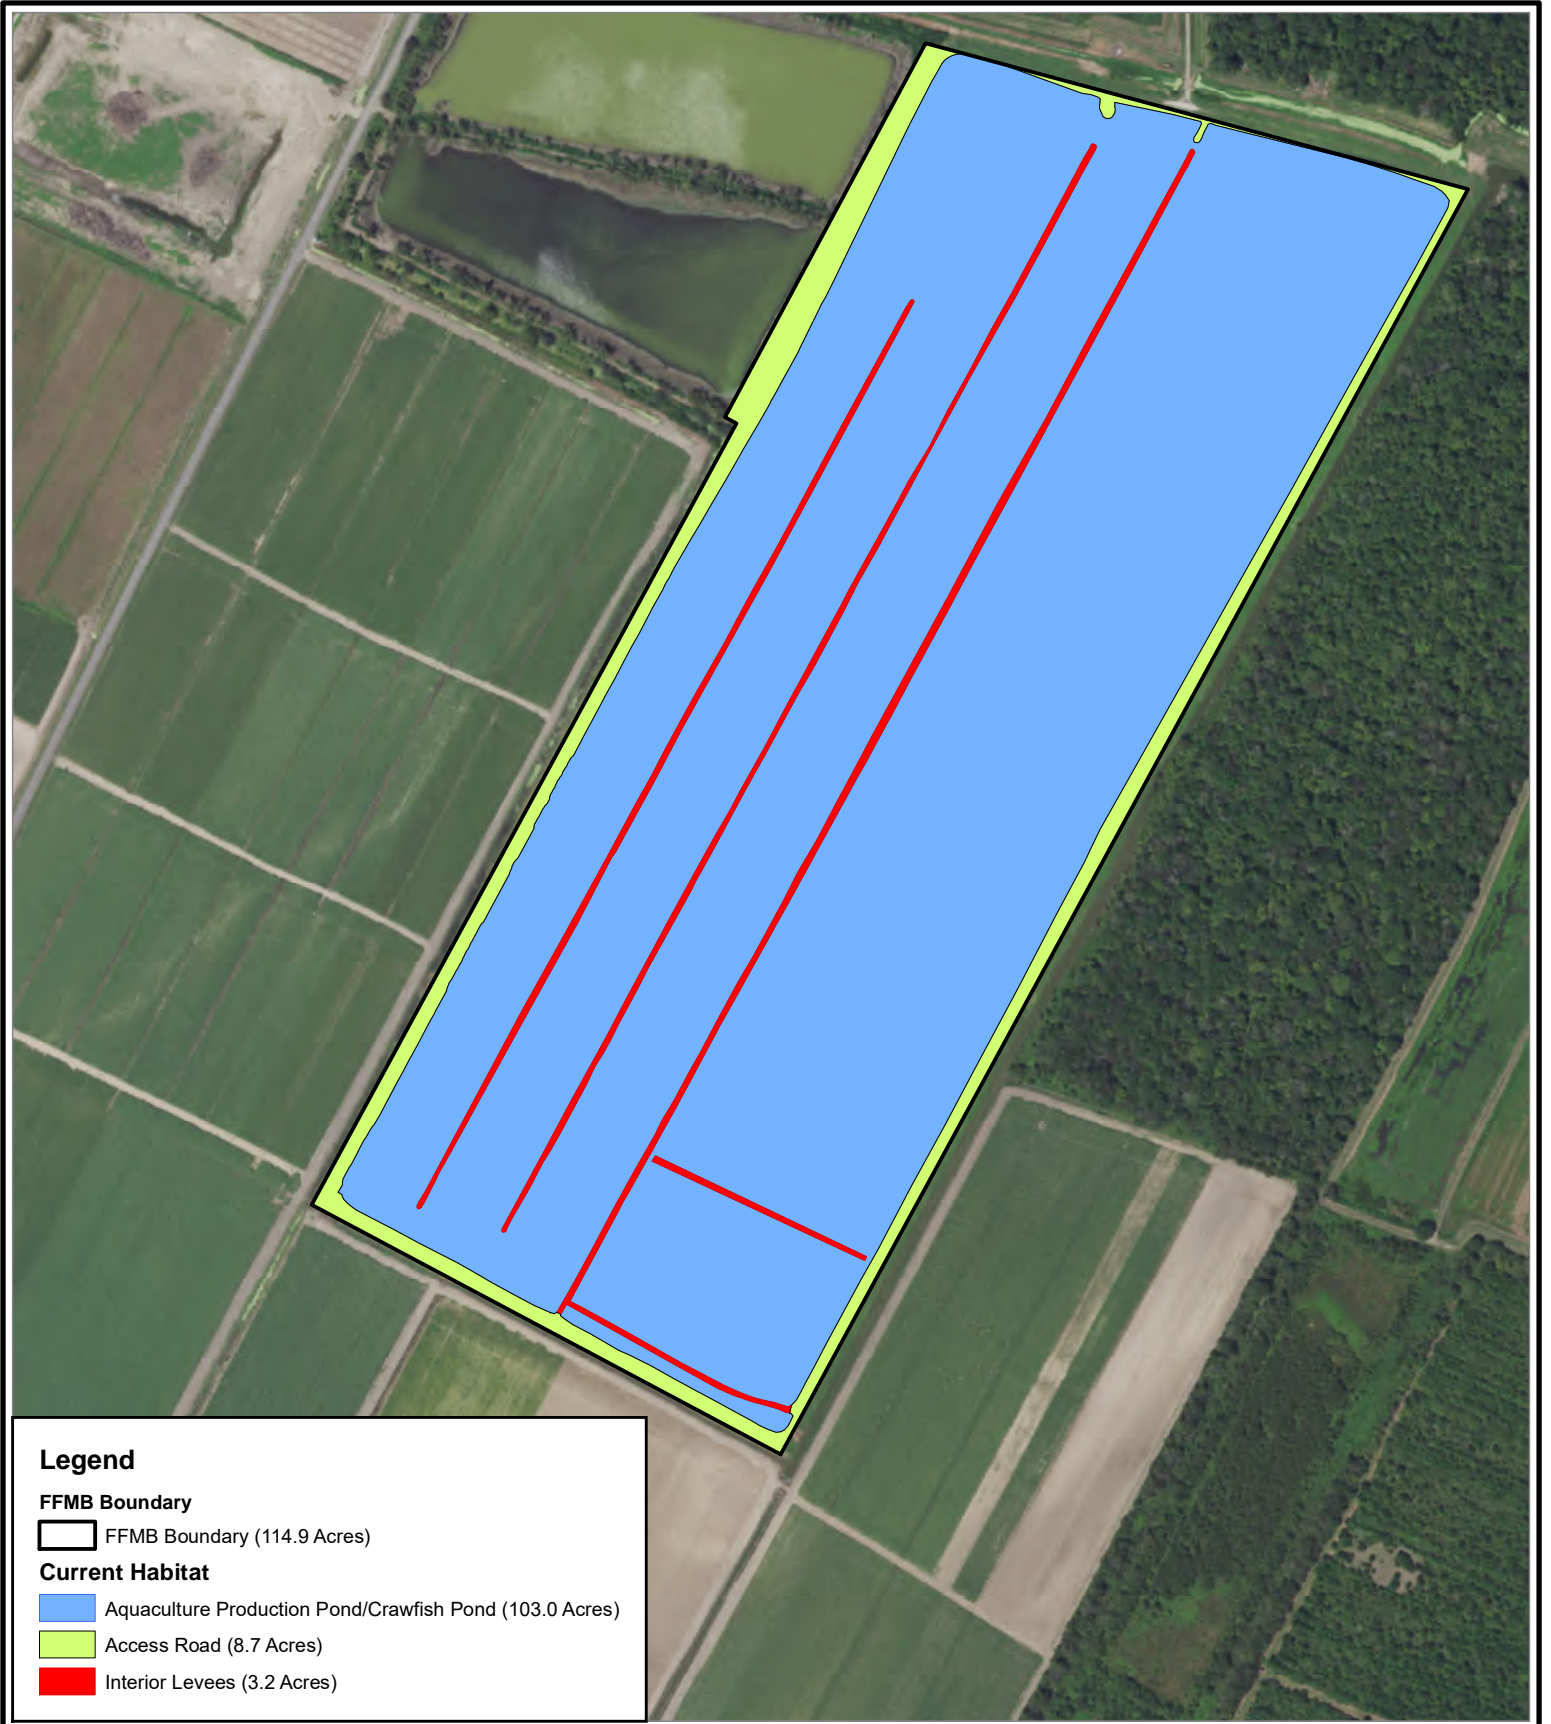 Legend
FFMB Boundary
FFMB Boundary (114.9 Acres)
Current Habitat
Aquaculture Production Pond/Crawfish Pond (103.0 Acres)
Access Road (8.7 Acres)
Interior Levees (3.2 Acres)